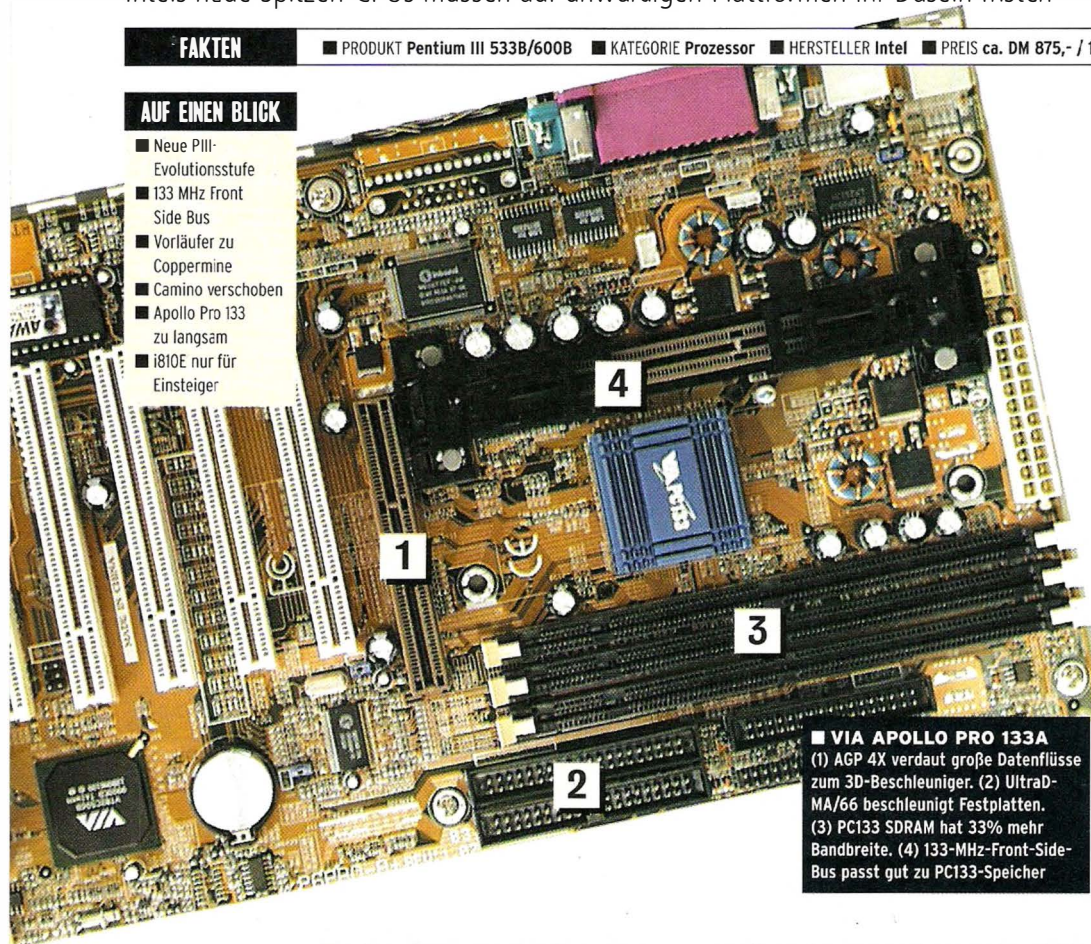 Intels neue Spitzen-CPUs müssen auf unwürdigen Plattformen ihr Dasein fristen
FAKTEN
■ PRODUKT Pentium III 533B/600B ■ KATEGORIE Prozessor ■ HERSTELLER Intel ■ PREIS ca. DM 875,- / 1
AUF EINEN BLICK
■ Neue PIII-
Evolutionsstufe
■ 133 MHz Front
Side Bus
■ Vorläufer zu
Coppermine
■ Camino verschoben
■ Apollo Pro 133
zu langsam
■ i810E nur für
Einsteiger
4
1
3
2
VIA
VIA
CE
■ VIA APOLLO PRO 133A
(1) AGP 4X verdaut große Datenflüsse
zum 3D-Beschleuniger. (2) UltraD-
MA/66 beschleunigt Festplatten.
(3) PC133 SDRAM hat 33% mehr
Bandbreite. (4) 133-MHz-Front-Side-
Bus passt gut zu PC133-Speicher